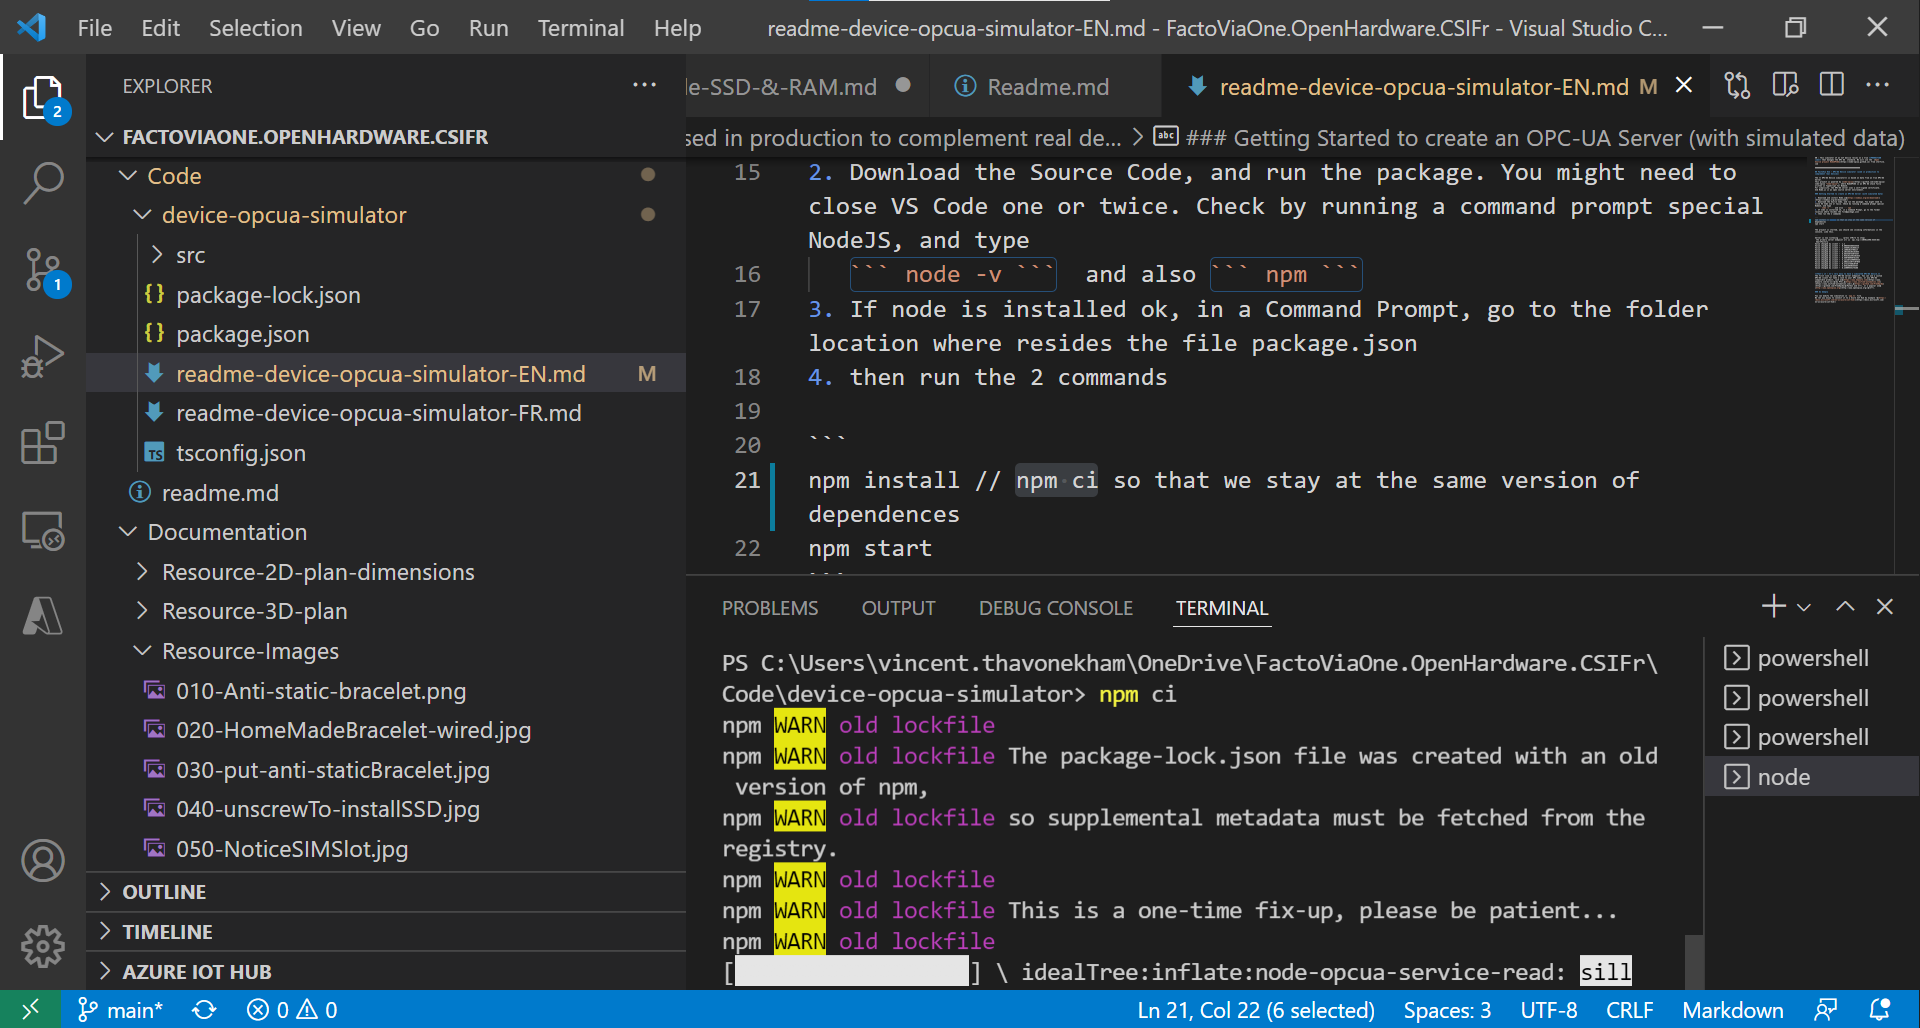 File Edit Selection View Go Run Terminal Help readme-device-opcua-simulator-EN.md - FactoViaOne.OpenHardware.CSIFr - Visual Studio C...
EXPLORER
2
FACTOVIAONE.OPENHARDWARE.CSIFR
Code
device-opcua-simulator
src
1
{} package-lock.json
{} package.json
readme-device-opcua-simulator-EN.md M
readme-device-opcua-simulator-FR.md
TS tsconfig.json
readme.md
Documentation
Resource-2D-plan-dimensions
Resource-3D-plan
Resource-Images
010-Anti-static-bracelet.png
020-HomeMadeBracelet-wired.jpg
030-put-anti-staticBracelet.jpg
040-unscrewTo-installSSD.jpg
050-NoticeSIMSlot.jpg
OUTLINE
TIMELINE
AZURE IOT HUB
le-SSD-&-RAM.md Readme.md readme-device-opcua-simulator-EN.md M
sed in production to complement real de... > abc ### Getting Started to create an OPC-UA Server (with simulated data)
15 2. Download the Source Code, and run the package. You might need to
close VS Code one or twice. Check by running a command prompt special
NodeJS, and type
16 ``` node -v ``` and also ``` npm ```
17 3. If node is installed ok, in a Command Prompt, go to the folder
location where resides the file package.json
18 4. then run the 2 commands
19
20 ```
21 npm install // npm·ci so that we stay at the same version of
dependences
22 npm start
```
PROBLEMS OUTPUT DEBUG CONSOLE TERMINAL
PS C:\Users\vincent.thavonekham\OneDrive\FactoViaOne.OpenHardware.CSIFr\
Code\device-opcua-simulator> npm ci
npm WARN old lockfile
npm WARN old lockfile The package-lock.json file was created with an old
version of npm,
npm WARN old lockfile so supplemental metadata must be fetched from the
registry.
npm WARN old lockfile
npm WARN old lockfile This is a one-time fix-up, please be patient...
npm WARN old lockfile
[ ] \ idealTree:inflate:node-opcua-service-read: sill
powershell
powershell
powershell
node
main* 0 0 Ln 21, Col 22 (6 selected) Spaces: 3 UTF-8 CRLF Markdown